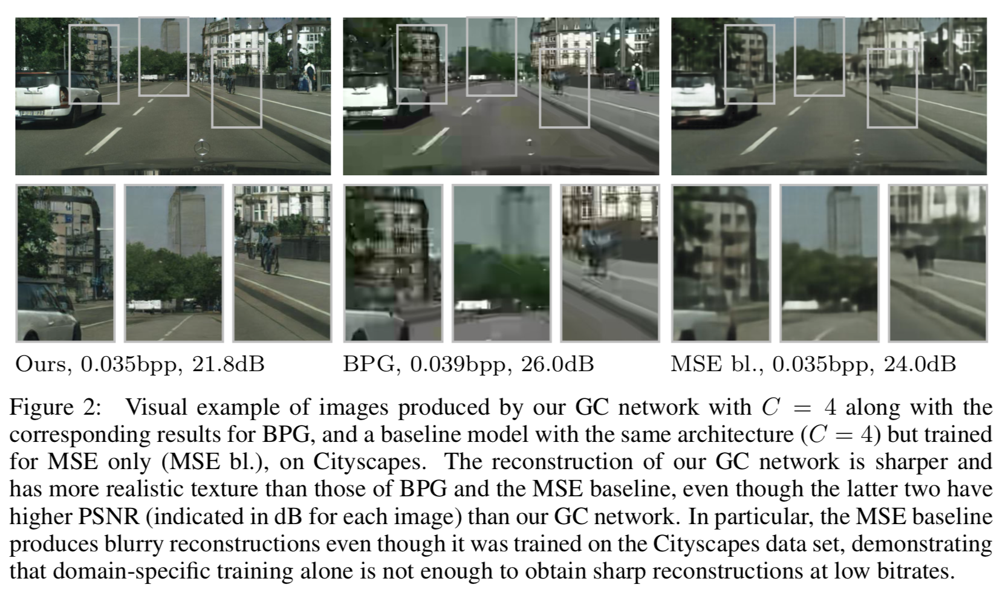 Ours, 0.035bpp, 21.8dB
BPG, 0.039bpp, 26.0dB
MSE bl., 0.035bpp, 24.0dB
Figure 2: Visual example of images produced by our GC network with C = 4 along with the
corresponding results for BPG, and a baseline model with the same architecture (C = 4) but trained
for MSE only (MSE bl.), on Cityscapes. The reconstruction of our GC network is sharper and
has more realistic texture than those of BPG and the MSE baseline, even though the latter two have
higher PSNR (indicated in dB for each image) than our GC network. In particular, the MSE baseline
produces blurry reconstructions even though it was trained on the Cityscapes data set, demonstrating
that domain-specific training alone is not enough to obtain sharp reconstructions at low bitrates.